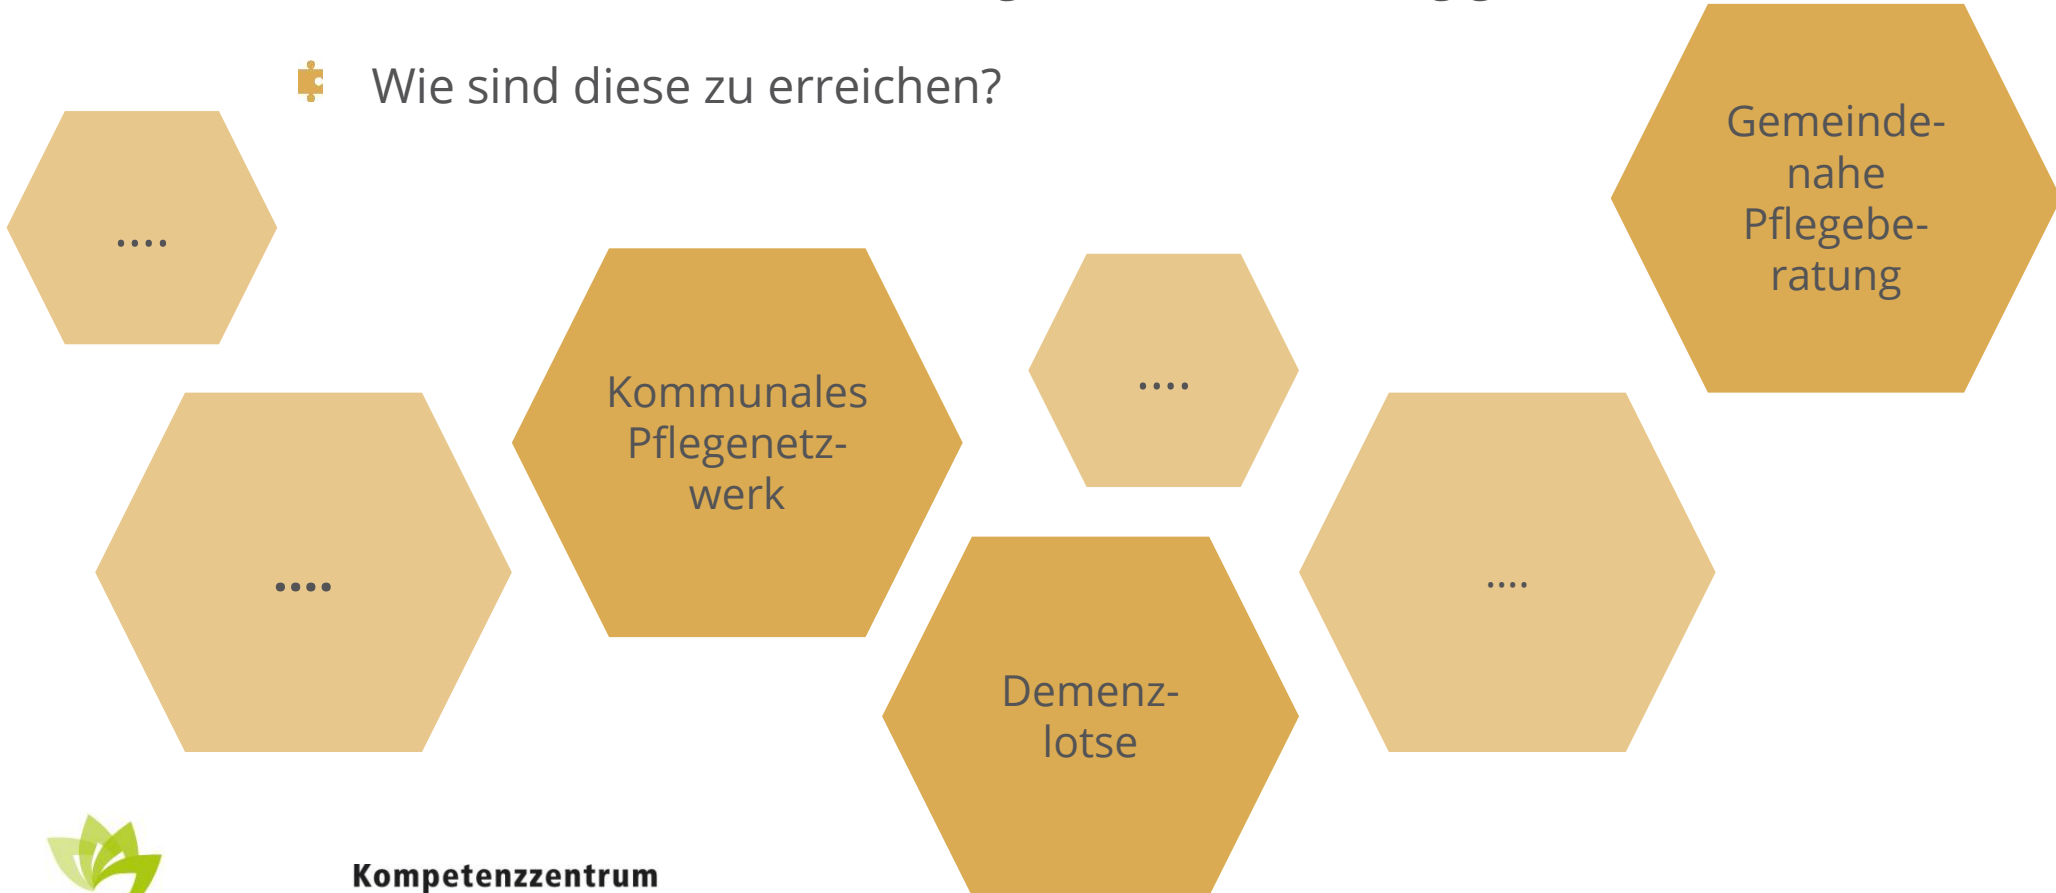 Wie sind diese zu erreichen?
Gemeinde-
nahe
Pflegebe-
ratung
....
Kommunales
Pflegenetz-
werk
....
....
....
Demenz-
lotse
Kompetenzzentrum